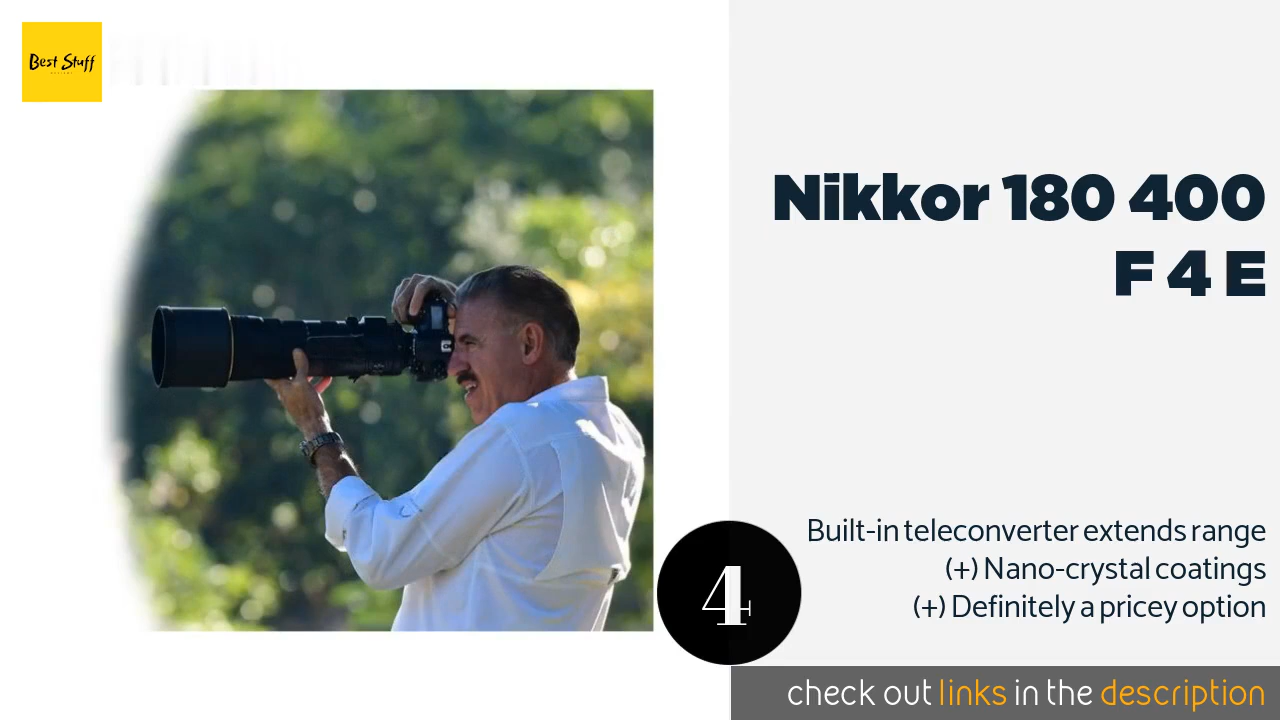 Best Stuff
Nikkor 180 400
F 4 E
Built-in teleconverter extends range
(+) Nano-crystal coatings
(+) Definitely a pricey option
4
check out links in the description